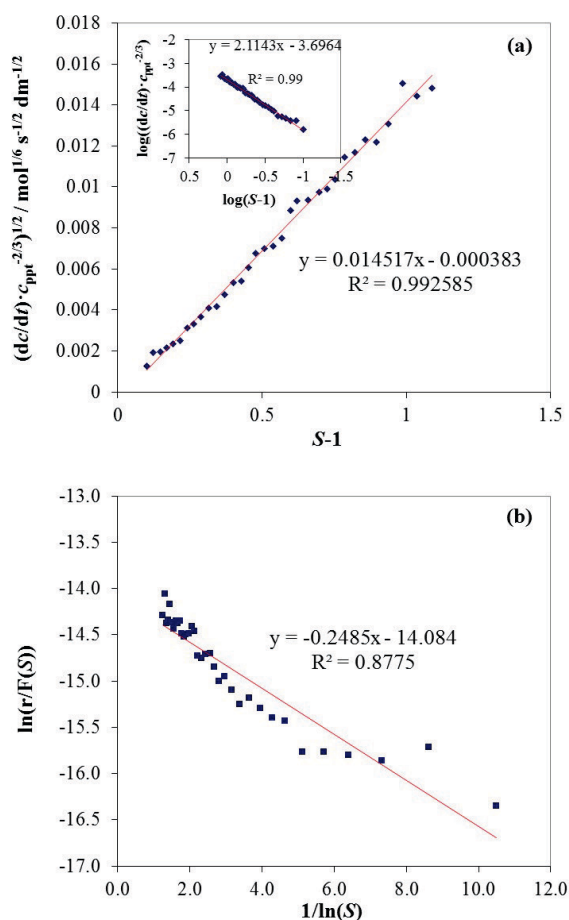 (a)
(dc/dt)·c_ppt^-2/3)^1/2 / mol^1/6 s^-1/2 dm^-1/2
0.018
0.016
0.014
0.012
0.01
0.008
0.006
0.004
0.002
0
0
0.5
1
1.5
S-1
y = 0.014517x - 0.000383
R² = 0.992585
log((dc/dt)·c_ppt^-2/3)
-2
-3
-4
-5
-6
-7
y = 2.1143x - 3.6964
R² = 0.99
0.5
0
-0.5
-1
-1.5
log(S-1)
(b)
ln(r/F(S))
-13.0
-13.5
-14.0
-14.5
-15.0
-15.5
-16.0
-16.5
-17.0
y = -0.2485x - 14.084
R² = 0.8775
0.0
2.0
4.0
6.0
8.0
10.0
12.0
1/ln(S)